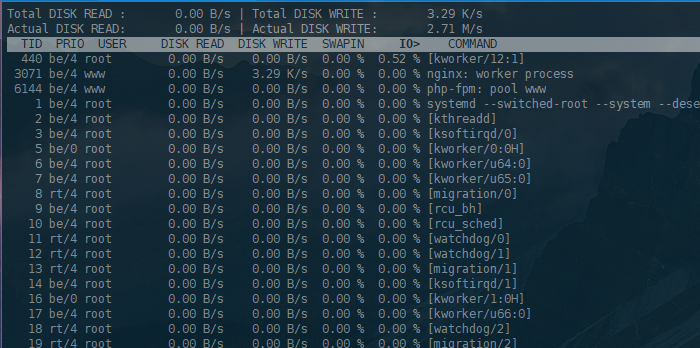 Total DISK READ :       0.00 B/s | Total DISK WRITE :       3.29 K/s
Actual DISK READ:       0.00 B/s | Actual DISK WRITE:       2.71 M/s
  TID  PRIO  USER     DISK READ  DISK WRITE  SWAPIN     IO>    COMMAND
  440 be/4 root        0.00 B/s    0.00 B/s  0.00 %  0.52 % [kworker/12:1]
 3071 be/4 www         0.00 B/s    3.29 K/s  0.00 %  0.00 % nginx: worker process
 6144 be/4 www         0.00 B/s    0.00 B/s  0.00 %  0.00 % php-fpm: pool www
    1 be/4 root        0.00 B/s    0.00 B/s  0.00 %  0.00 % systemd --switched-root --system --dese
    2 be/4 root        0.00 B/s    0.00 B/s  0.00 %  0.00 % [kthreadd]
    3 be/4 root        0.00 B/s    0.00 B/s  0.00 %  0.00 % [ksoftirqd/0]
    5 be/0 root        0.00 B/s    0.00 B/s  0.00 %  0.00 % [kworker/0:0H]
    6 be/4 root        0.00 B/s    0.00 B/s  0.00 %  0.00 % [kworker/u64:0]
    7 be/4 root        0.00 B/s    0.00 B/s  0.00 %  0.00 % [kworker/u65:0]
    8 rt/4 root        0.00 B/s    0.00 B/s  0.00 %  0.00 % [migration/0]
    9 be/4 root        0.00 B/s    0.00 B/s  0.00 %  0.00 % [rcu_bh]
   10 be/4 root        0.00 B/s    0.00 B/s  0.00 %  0.00 % [rcu_sched]
   11 rt/4 root        0.00 B/s    0.00 B/s  0.00 %  0.00 % [watchdog/0]
   12 rt/4 root        0.00 B/s    0.00 B/s  0.00 %  0.00 % [watchdog/1]
   13 rt/4 root        0.00 B/s    0.00 B/s  0.00 %  0.00 % [migration/1]
   14 be/4 root        0.00 B/s    0.00 B/s  0.00 %  0.00 % [ksoftirqd/1]
   16 be/0 root        0.00 B/s    0.00 B/s  0.00 %  0.00 % [kworker/1:0H]
   17 be/4 root        0.00 B/s    0.00 B/s  0.00 %  0.00 % [kworker/u66:0]
   18 rt/4 root        0.00 B/s    0.00 B/s  0.00 %  0.00 % [watchdog/2]
   19 rt/4 root        0.00 B/s    0.00 B/s  0.00 %  0.00 % [migration/2]